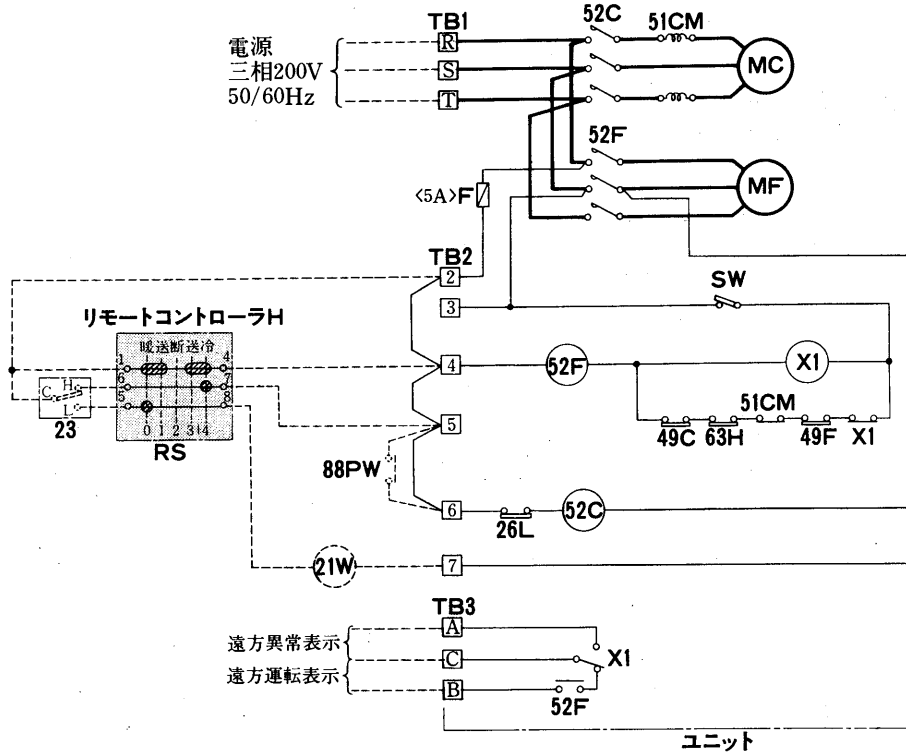 TB1
52C
51CM
電源
三相200V
50/60Hz
R
S
T
MC
52F
MF
<5A>F
TB2
2
3
SW
リモートコントローラH
暖送断送冷
1
4
6
7
5
8
C
H
L
23
0 1 2 3 4
RS
4
52F
X1
51CM
49C
63H
49F
X1
5
88PW
6
26L
52C
21W
7
TB3
遠方異常表示
A
C
X1
遠方運転表示
B
52F
ユニット